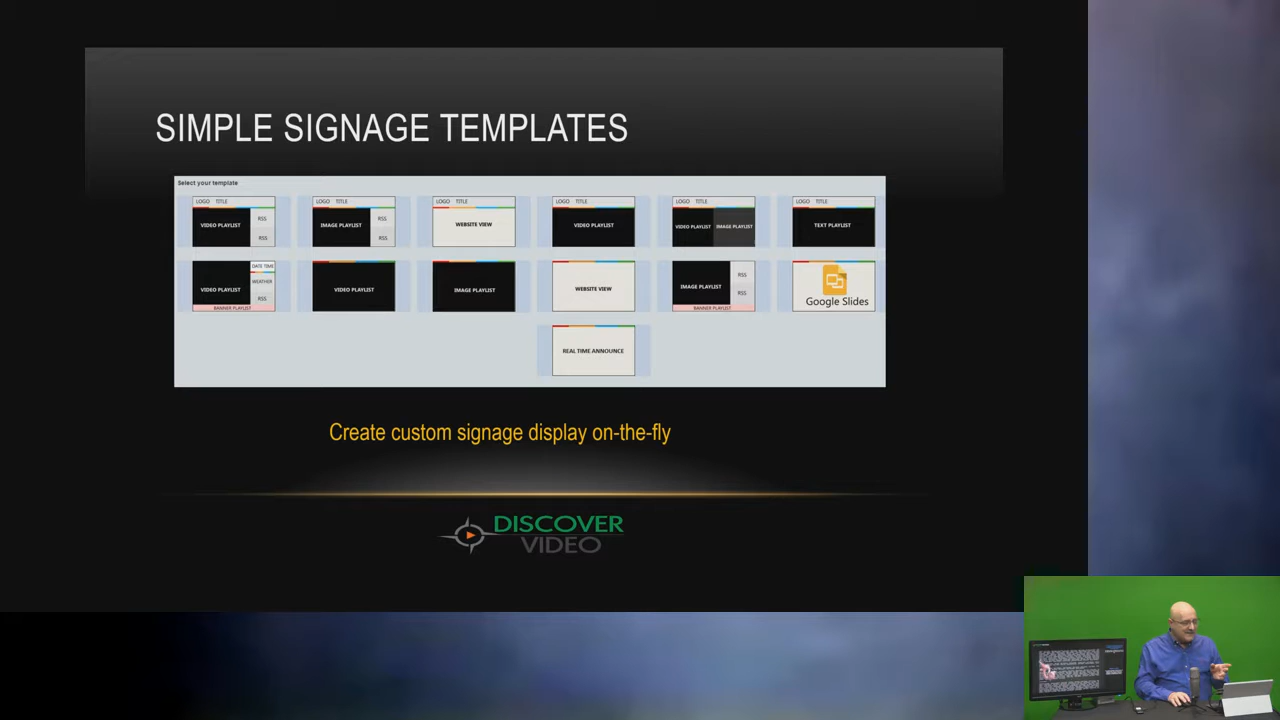 SIMPLE SIGNAGE TEMPLATES
Select your template
LOGO TITLE
VIDEO PLAYLIST
RSS
RSS
LOGO TITLE
IMAGE PLAYLIST
RSS
RSS
LOGO TITLE
WEBSITE VIEW
LOGO TITLE
VIDEO PLAYLIST
LOGO TITLE
VIDEO PLAYLIST
IMAGE PLAYLIST
LOGO TITLE
TEXT PLAYLIST
VIDEO PLAYLIST
DATE TIME
WEATHER
RSS
BANNER PLAYLIST
VIDEO PLAYLIST
IMAGE PLAYLIST
WEBSITE VIEW
IMAGE PLAYLIST
RSS
RSS
BANNER PLAYLIST
Google Slides
REAL TIME ANNOUNCE
Create custom signage display on-the-fly
DISCOVER
VIDEO